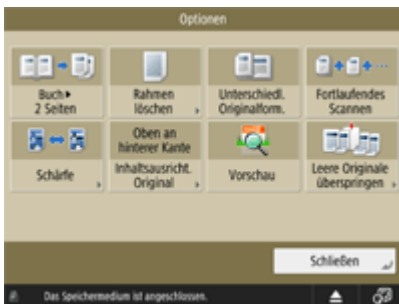 Optionen
Buch▸
2 Seiten
Rahmen
löschen
Unterschiedl.
Originalform.
Fortlaufendes
Scannen
Schärfe
Oben an
hinterer Kante
Inhaltsausricht.
Original
Vorschau
Leere Originale
überspringen
Schließen
Das Speichermedium ist angeschlossen.